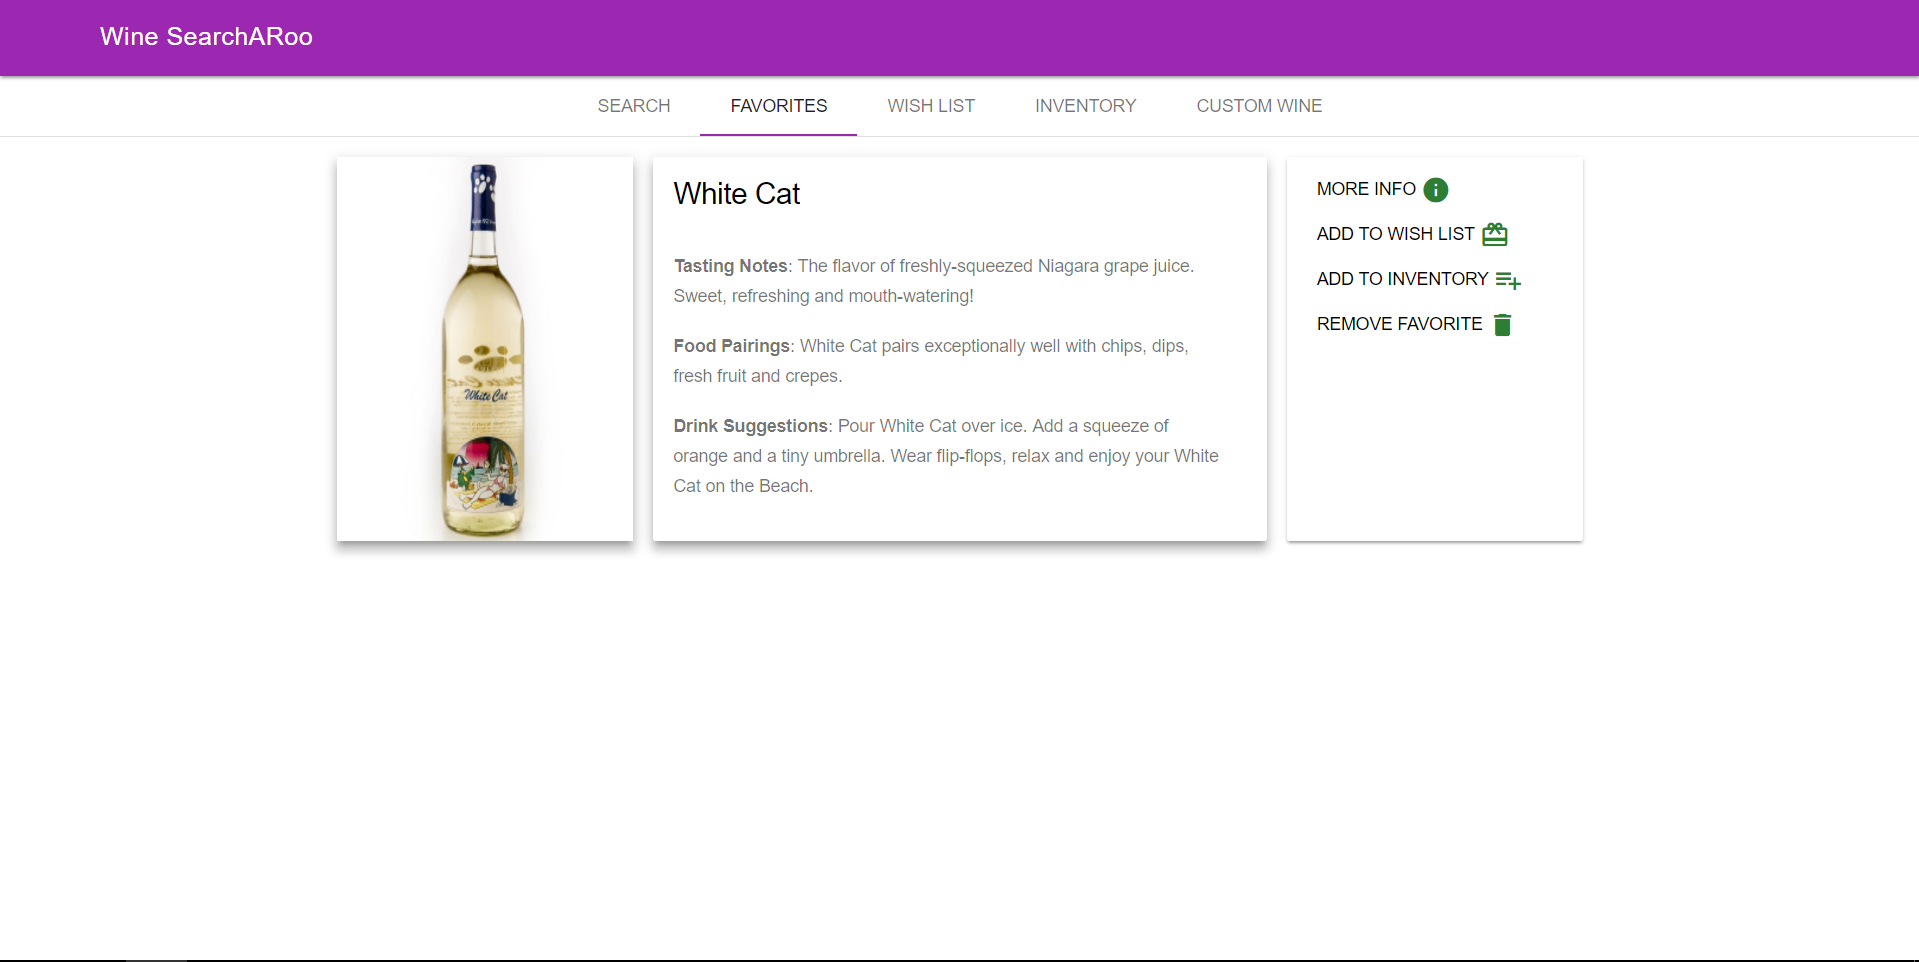 Wine SearchARoo
SEARCH FAVORITES WISH LIST INVENTORY CUSTOM WINE
White Cat
White Cat
Tasting Notes: The flavor of freshly-squeezed Niagara grape juice.
Sweet, refreshing and mouth-watering!
Food Pairings: White Cat pairs exceptionally well with chips, dips,
fresh fruit and crepes.
Drink Suggestions: Pour White Cat over ice. Add a squeeze of
orange and a tiny umbrella. Wear flip-flops, relax and enjoy your White
Cat on the Beach.
MORE INFO
ADD TO WISH LIST
ADD TO INVENTORY
REMOVE FAVORITE